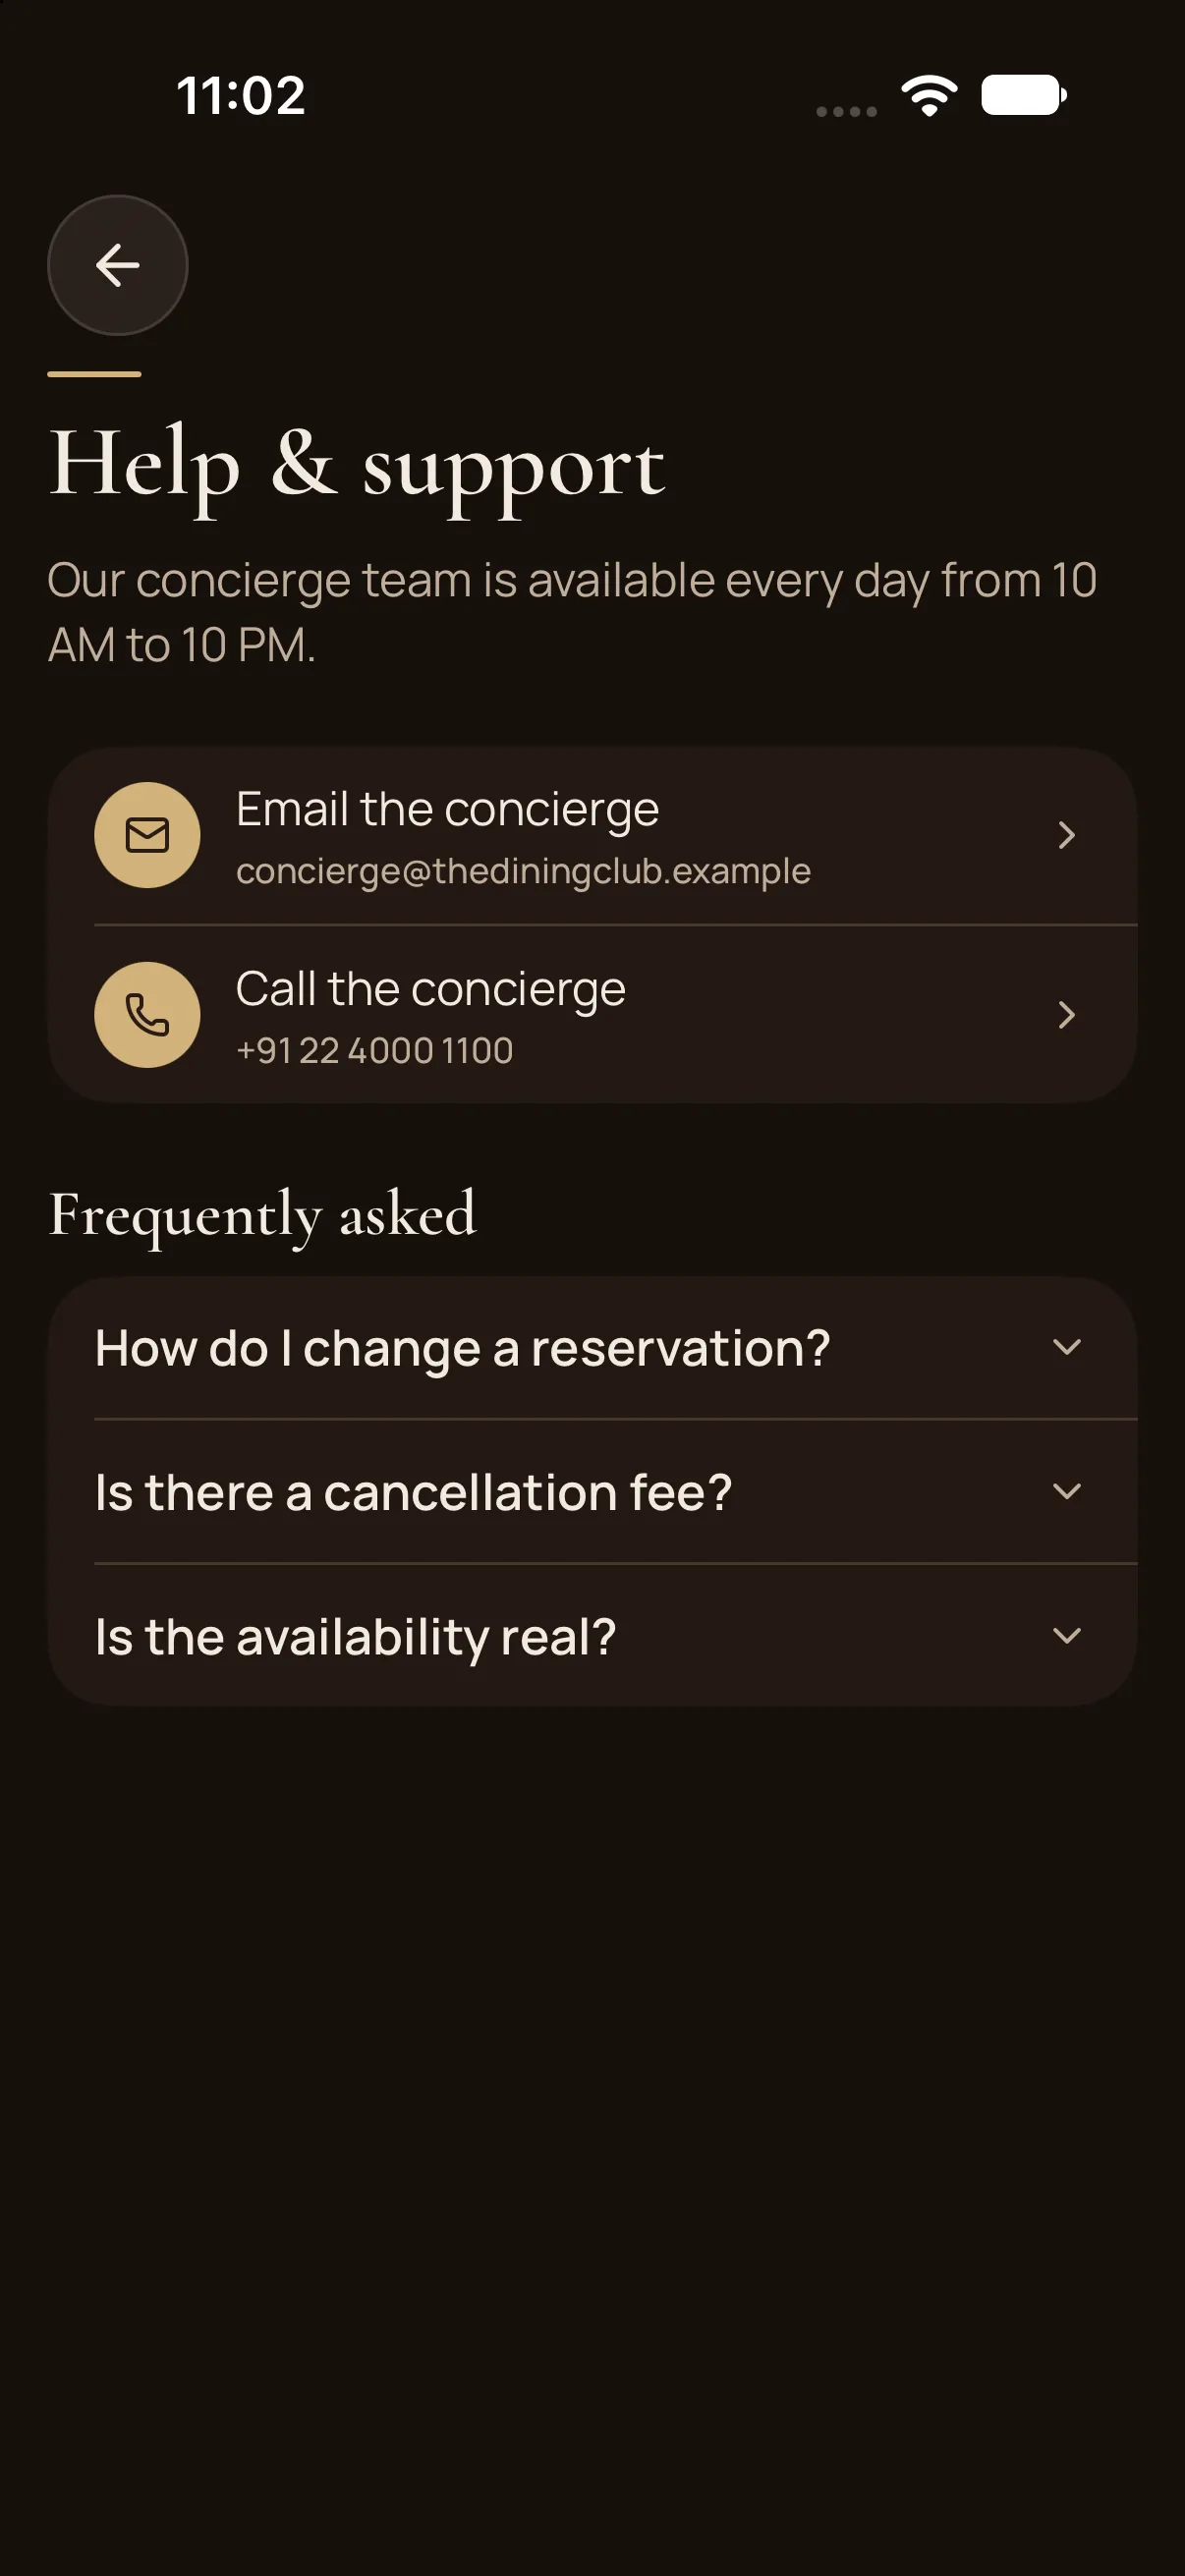 11:02
Help & support
Our concierge team is available every day from 10
AM to 10 PM.
Email the concierge
concierge@thediningclub.example
Call the concierge
+91 22 4000 1100
Frequently asked
How do I change a reservation?
Is there a cancellation fee?
Is the availability real?